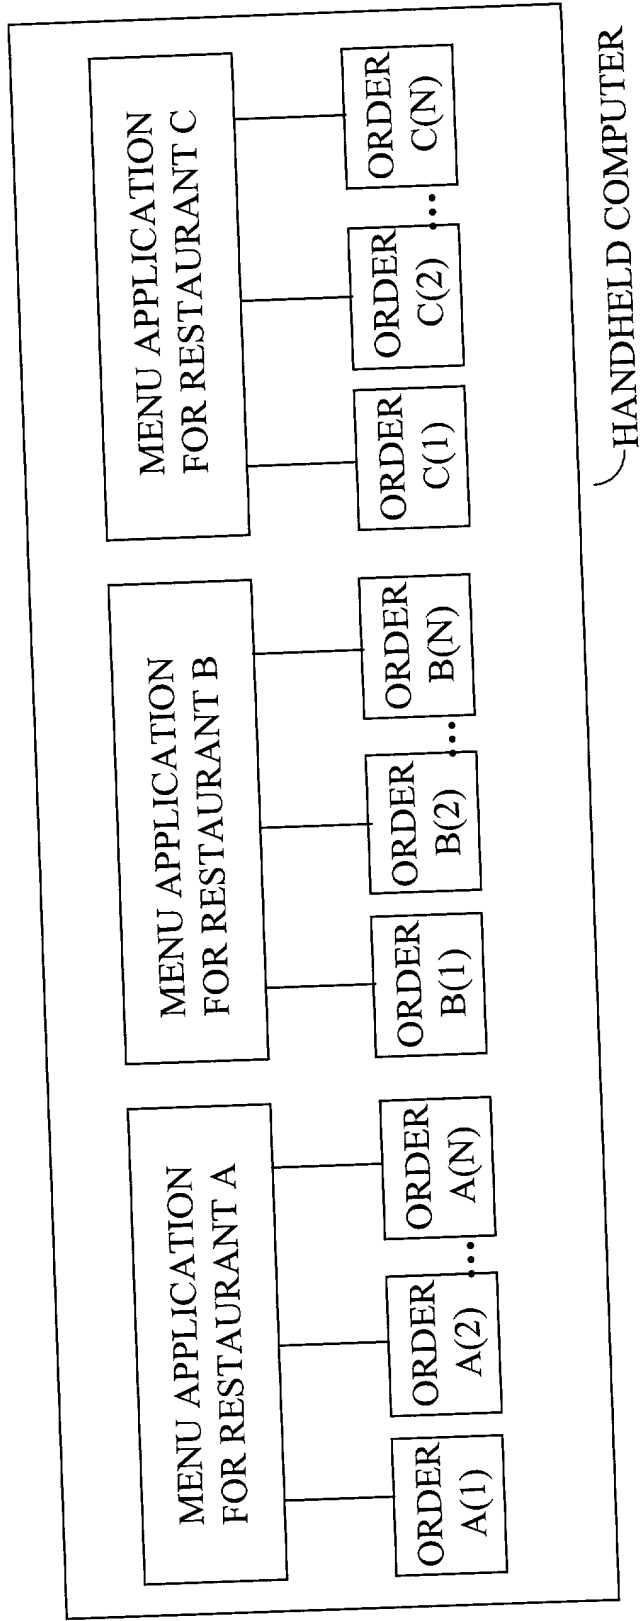 MENU APPLICATION
FOR RESTAURANT A
ORDER
A(1)
ORDER
A(2)
...
ORDER
A(N)
MENU APPLICATION
FOR RESTAURANT B
ORDER
B(1)
ORDER
B(2)
...
ORDER
B(N)
MENU APPLICATION
FOR RESTAURANT C
ORDER
C(1)
ORDER
C(2)
...
ORDER
C(N)
HANDHELD COMPUTER